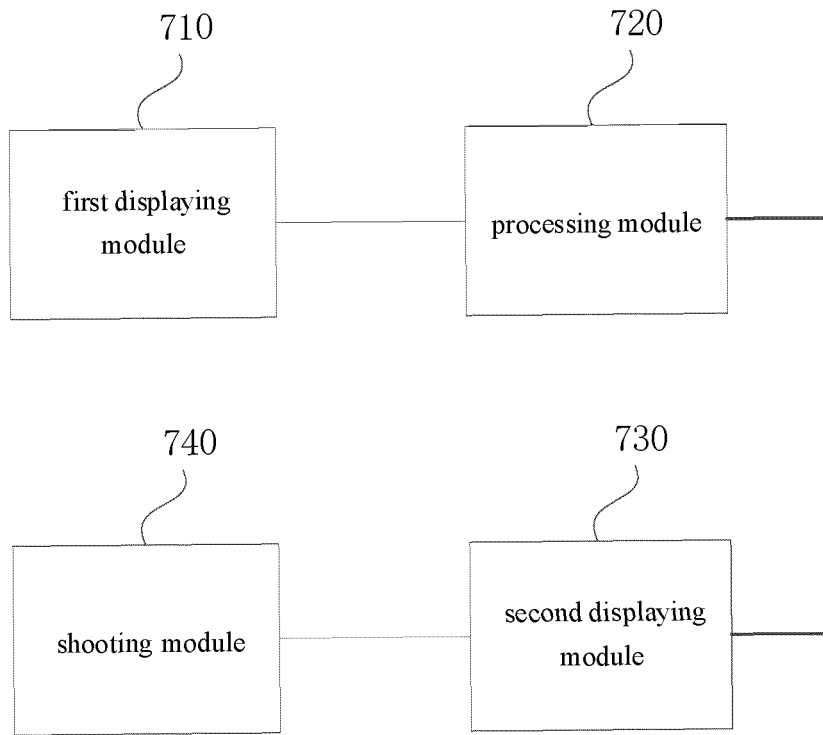 710
720
first displaying
module
processing module
740
730
shooting module
second displaying
module